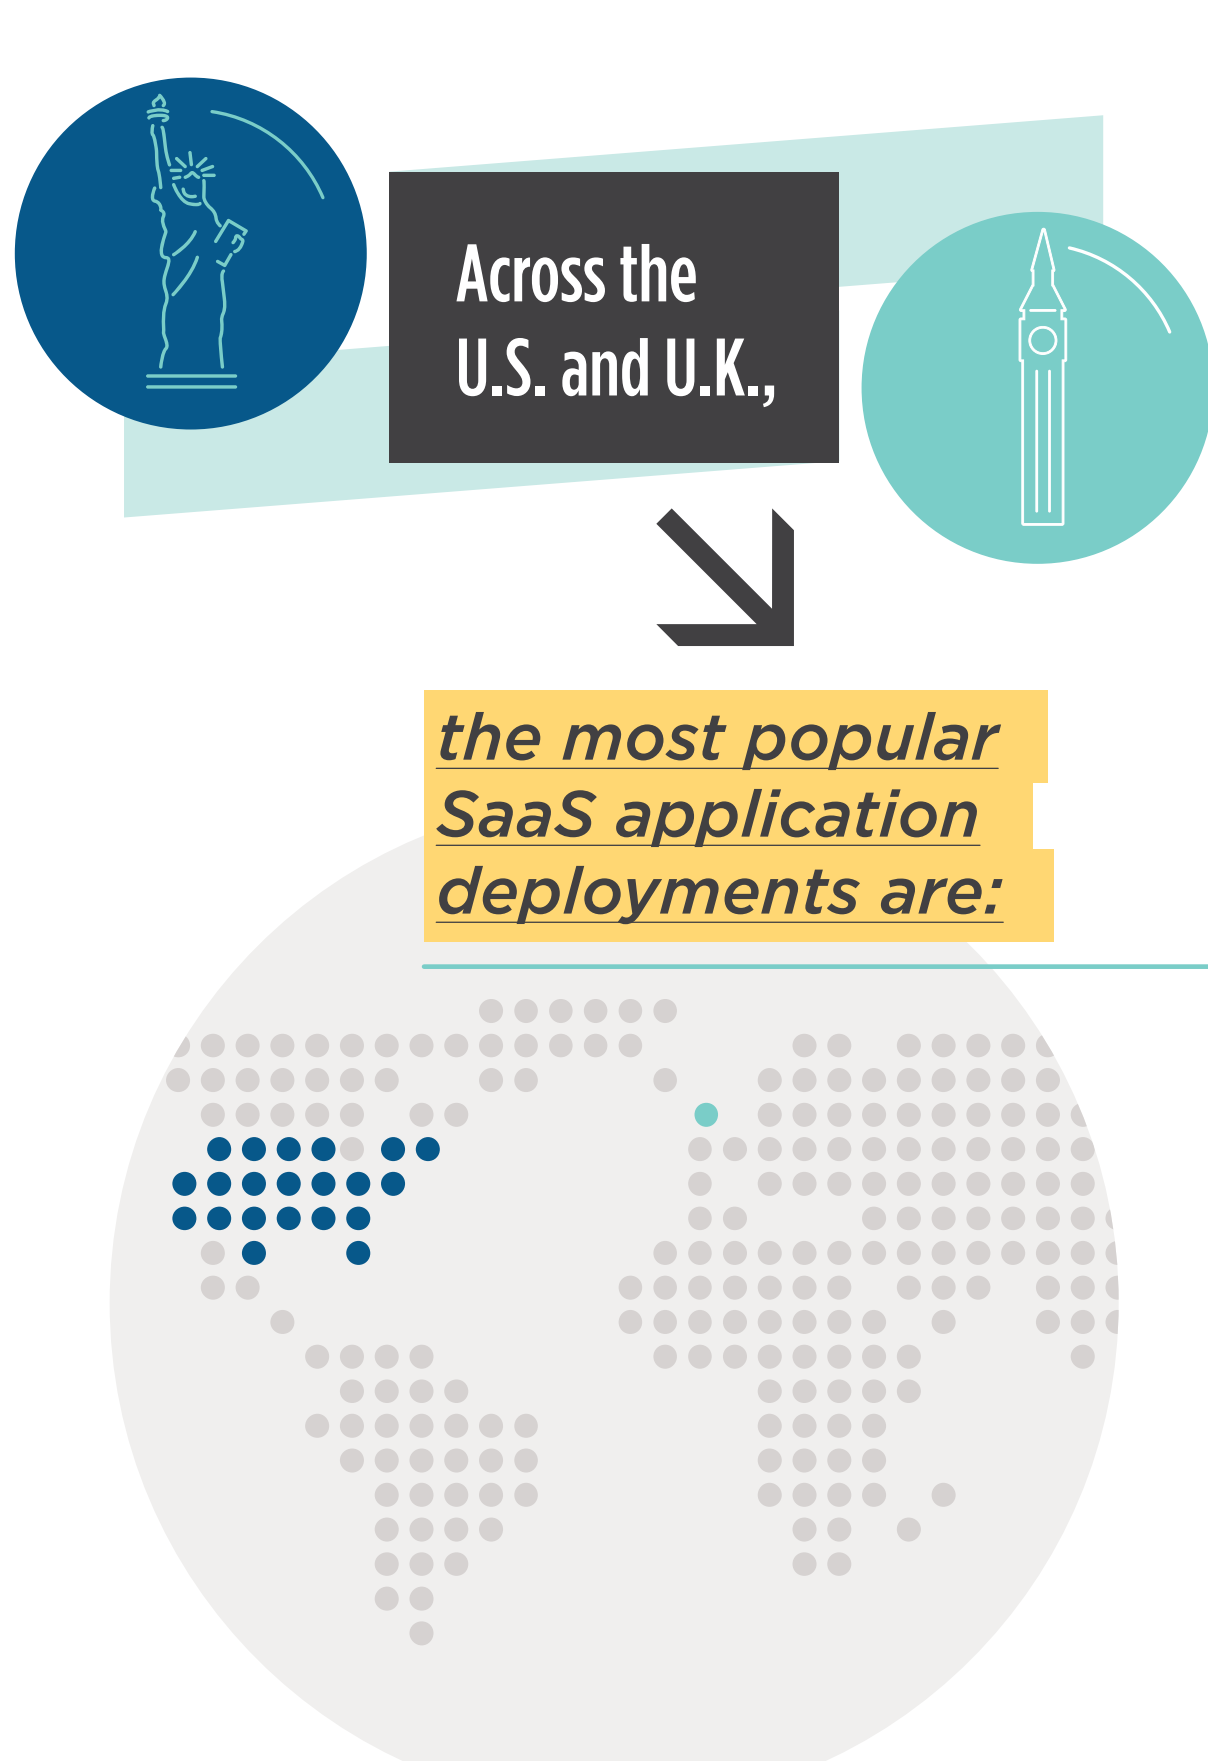 Across the
U.S. and U.K.,
the most popular
SaaS application
deployments are: